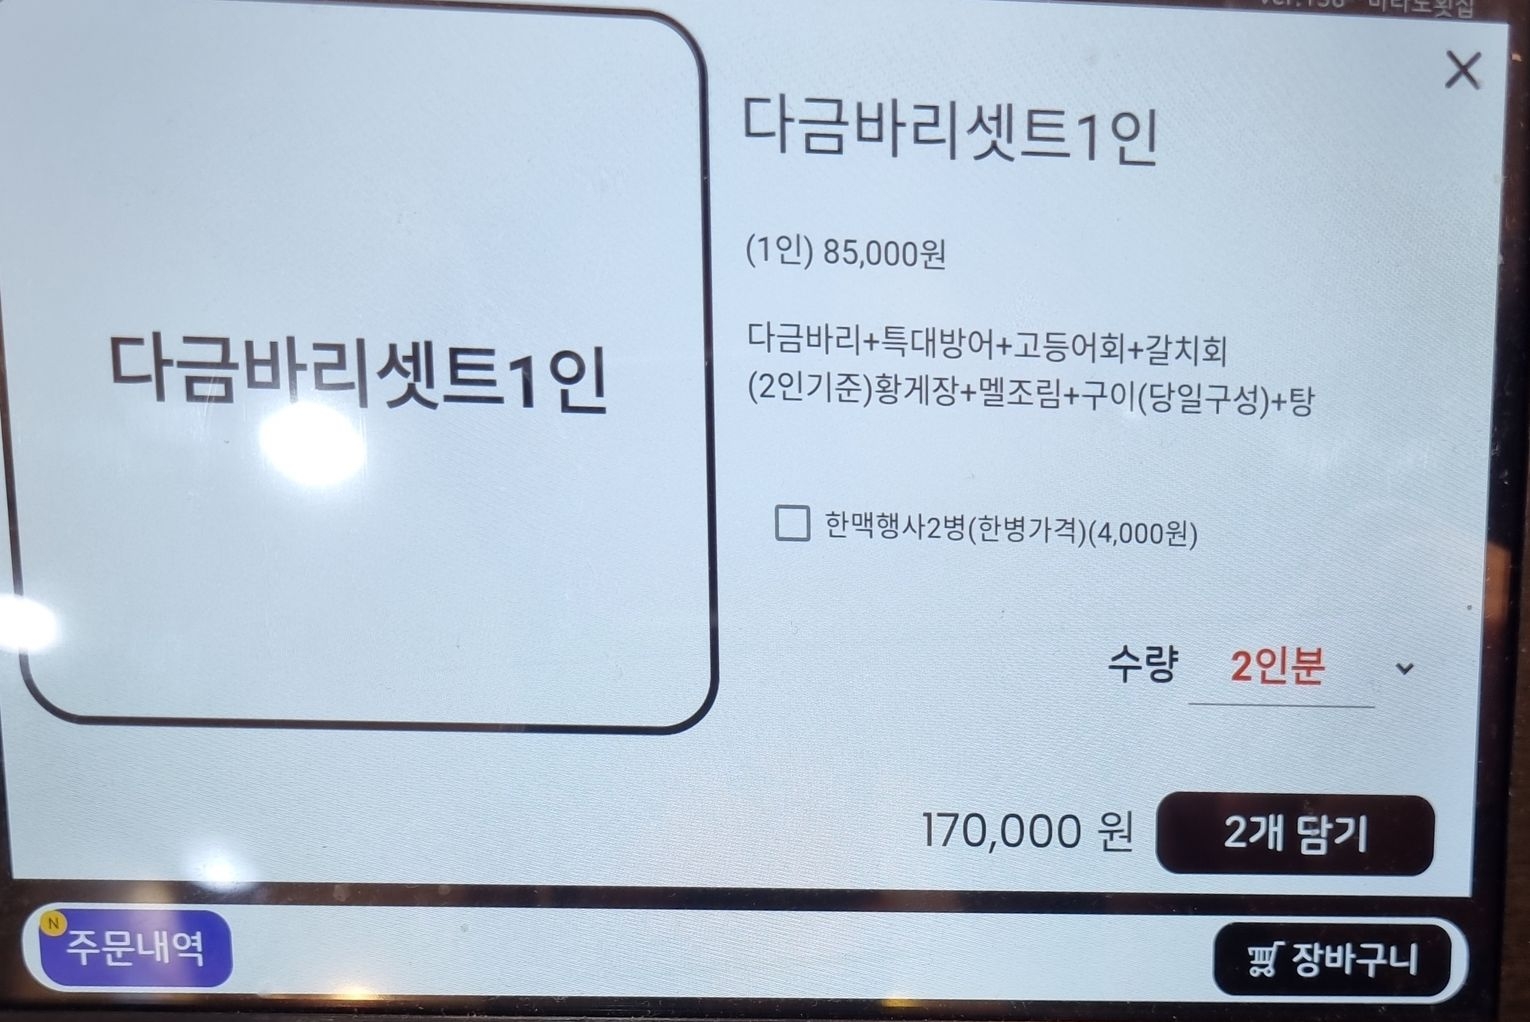 다금바리셋트1인
다금바리셋트1인
(1인) 85,000원
다금바리+특대방어+고등어회+갈치회
(2인기준)황게장+멜조림+구이(당일구성)+탕
한맥행사2병(한병가격)(4,000원)
수량 2인분
170,000 원 2개 담기
N
주문내역
장바구니